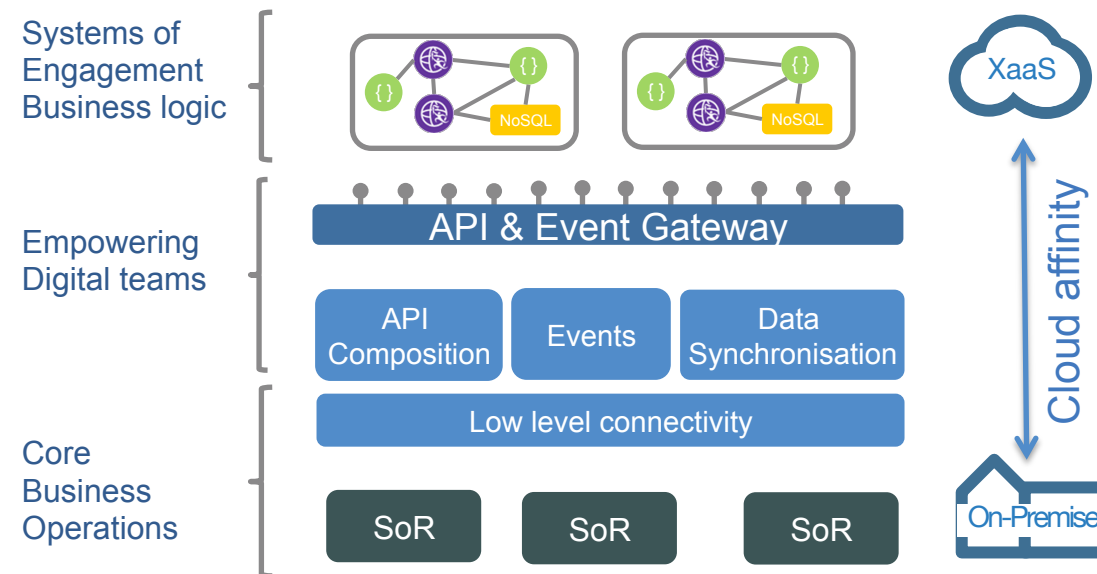 Systems of
Engagement
Business logic
{ }
{ }
NoSQL
{ }
{ }
NoSQL
XaaS
Empowering
Digital teams
API & Event Gateway
API
Composition
Events
Data
Synchronisation
Cloud affinity
Low level connectivity
Core
Business
Operations
SoR
SoR
SoR
On-Premise